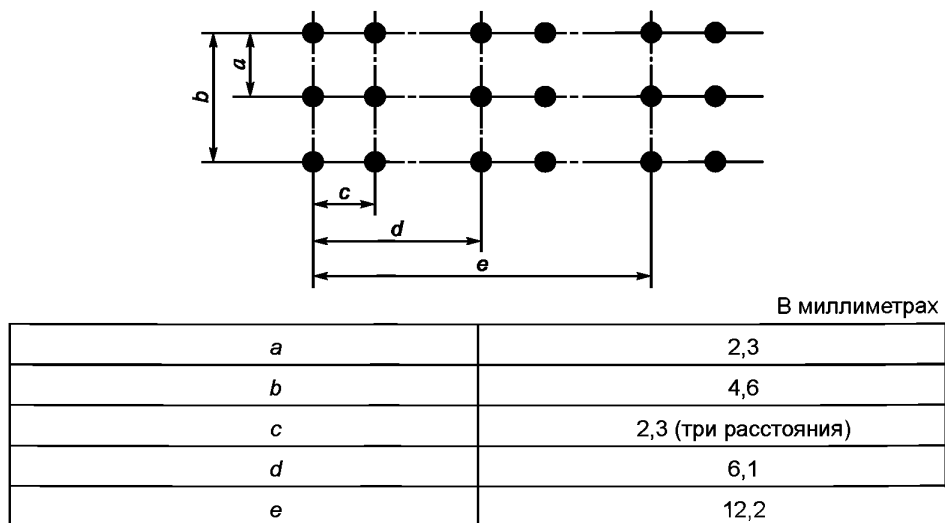 a
b
c
d
e
В миллиметрах
a 2,3
b 4,6
c 2,3 (три расстояния)
d 6,1
e 12,2